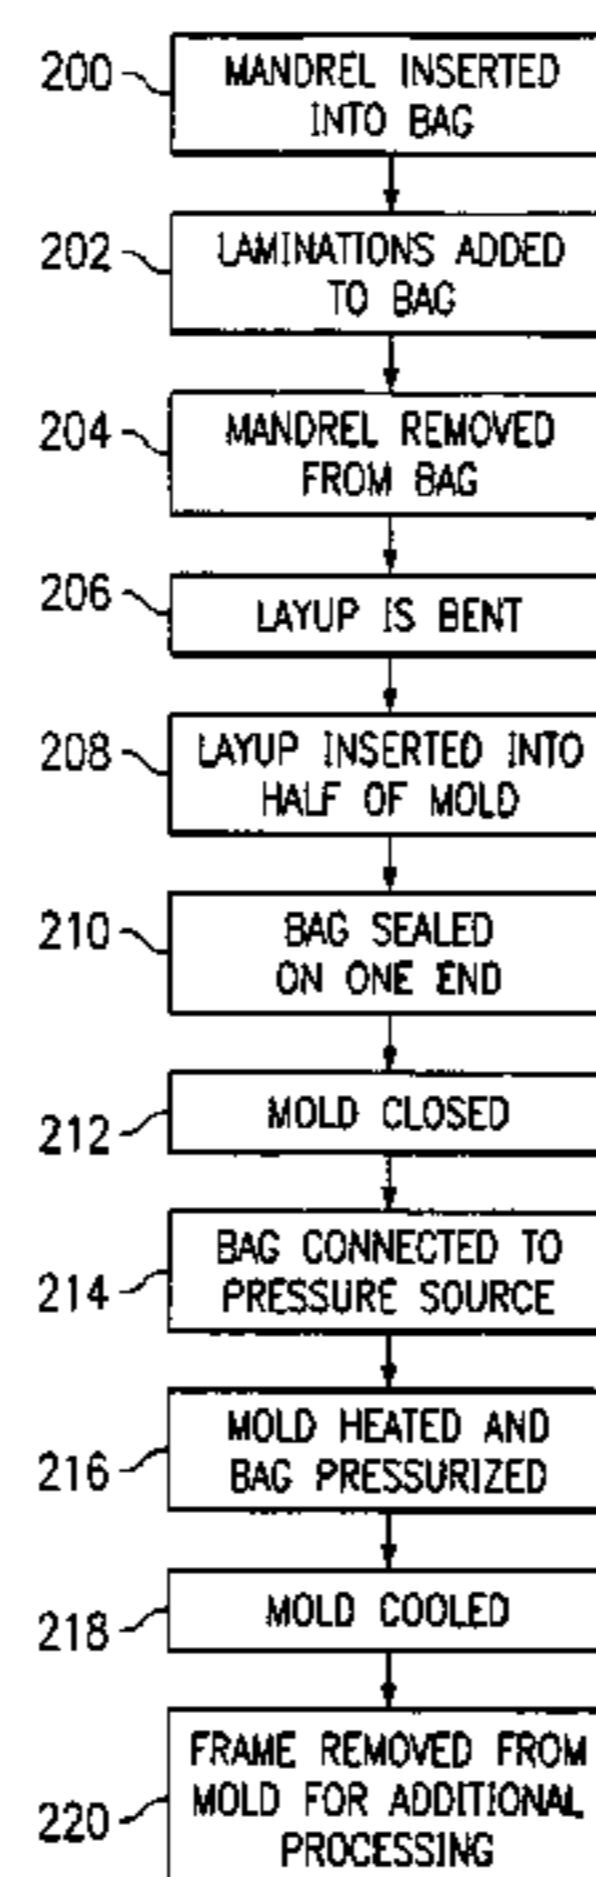 200
MANDREL INSERTED
INTO BAG
202
LAMINATIONS ADDED
TO BAG
204
MANDREL REMOVED
FROM BAG
206
LAYUP IS BENT
208
LAYUP INSERTED INTO
HALF OF MOLD
210
BAG SEALED
ON ONE END
212
MOLD CLOSED
214
BAG CONNECTED TO
PRESSURE SOURCE
216
MOLD HEATED AND
BAG PRESSURIZED
218
MOLD COOLED
220
FRAME REMOVED FROM
MOLD FOR ADDITIONAL
PROCESSING